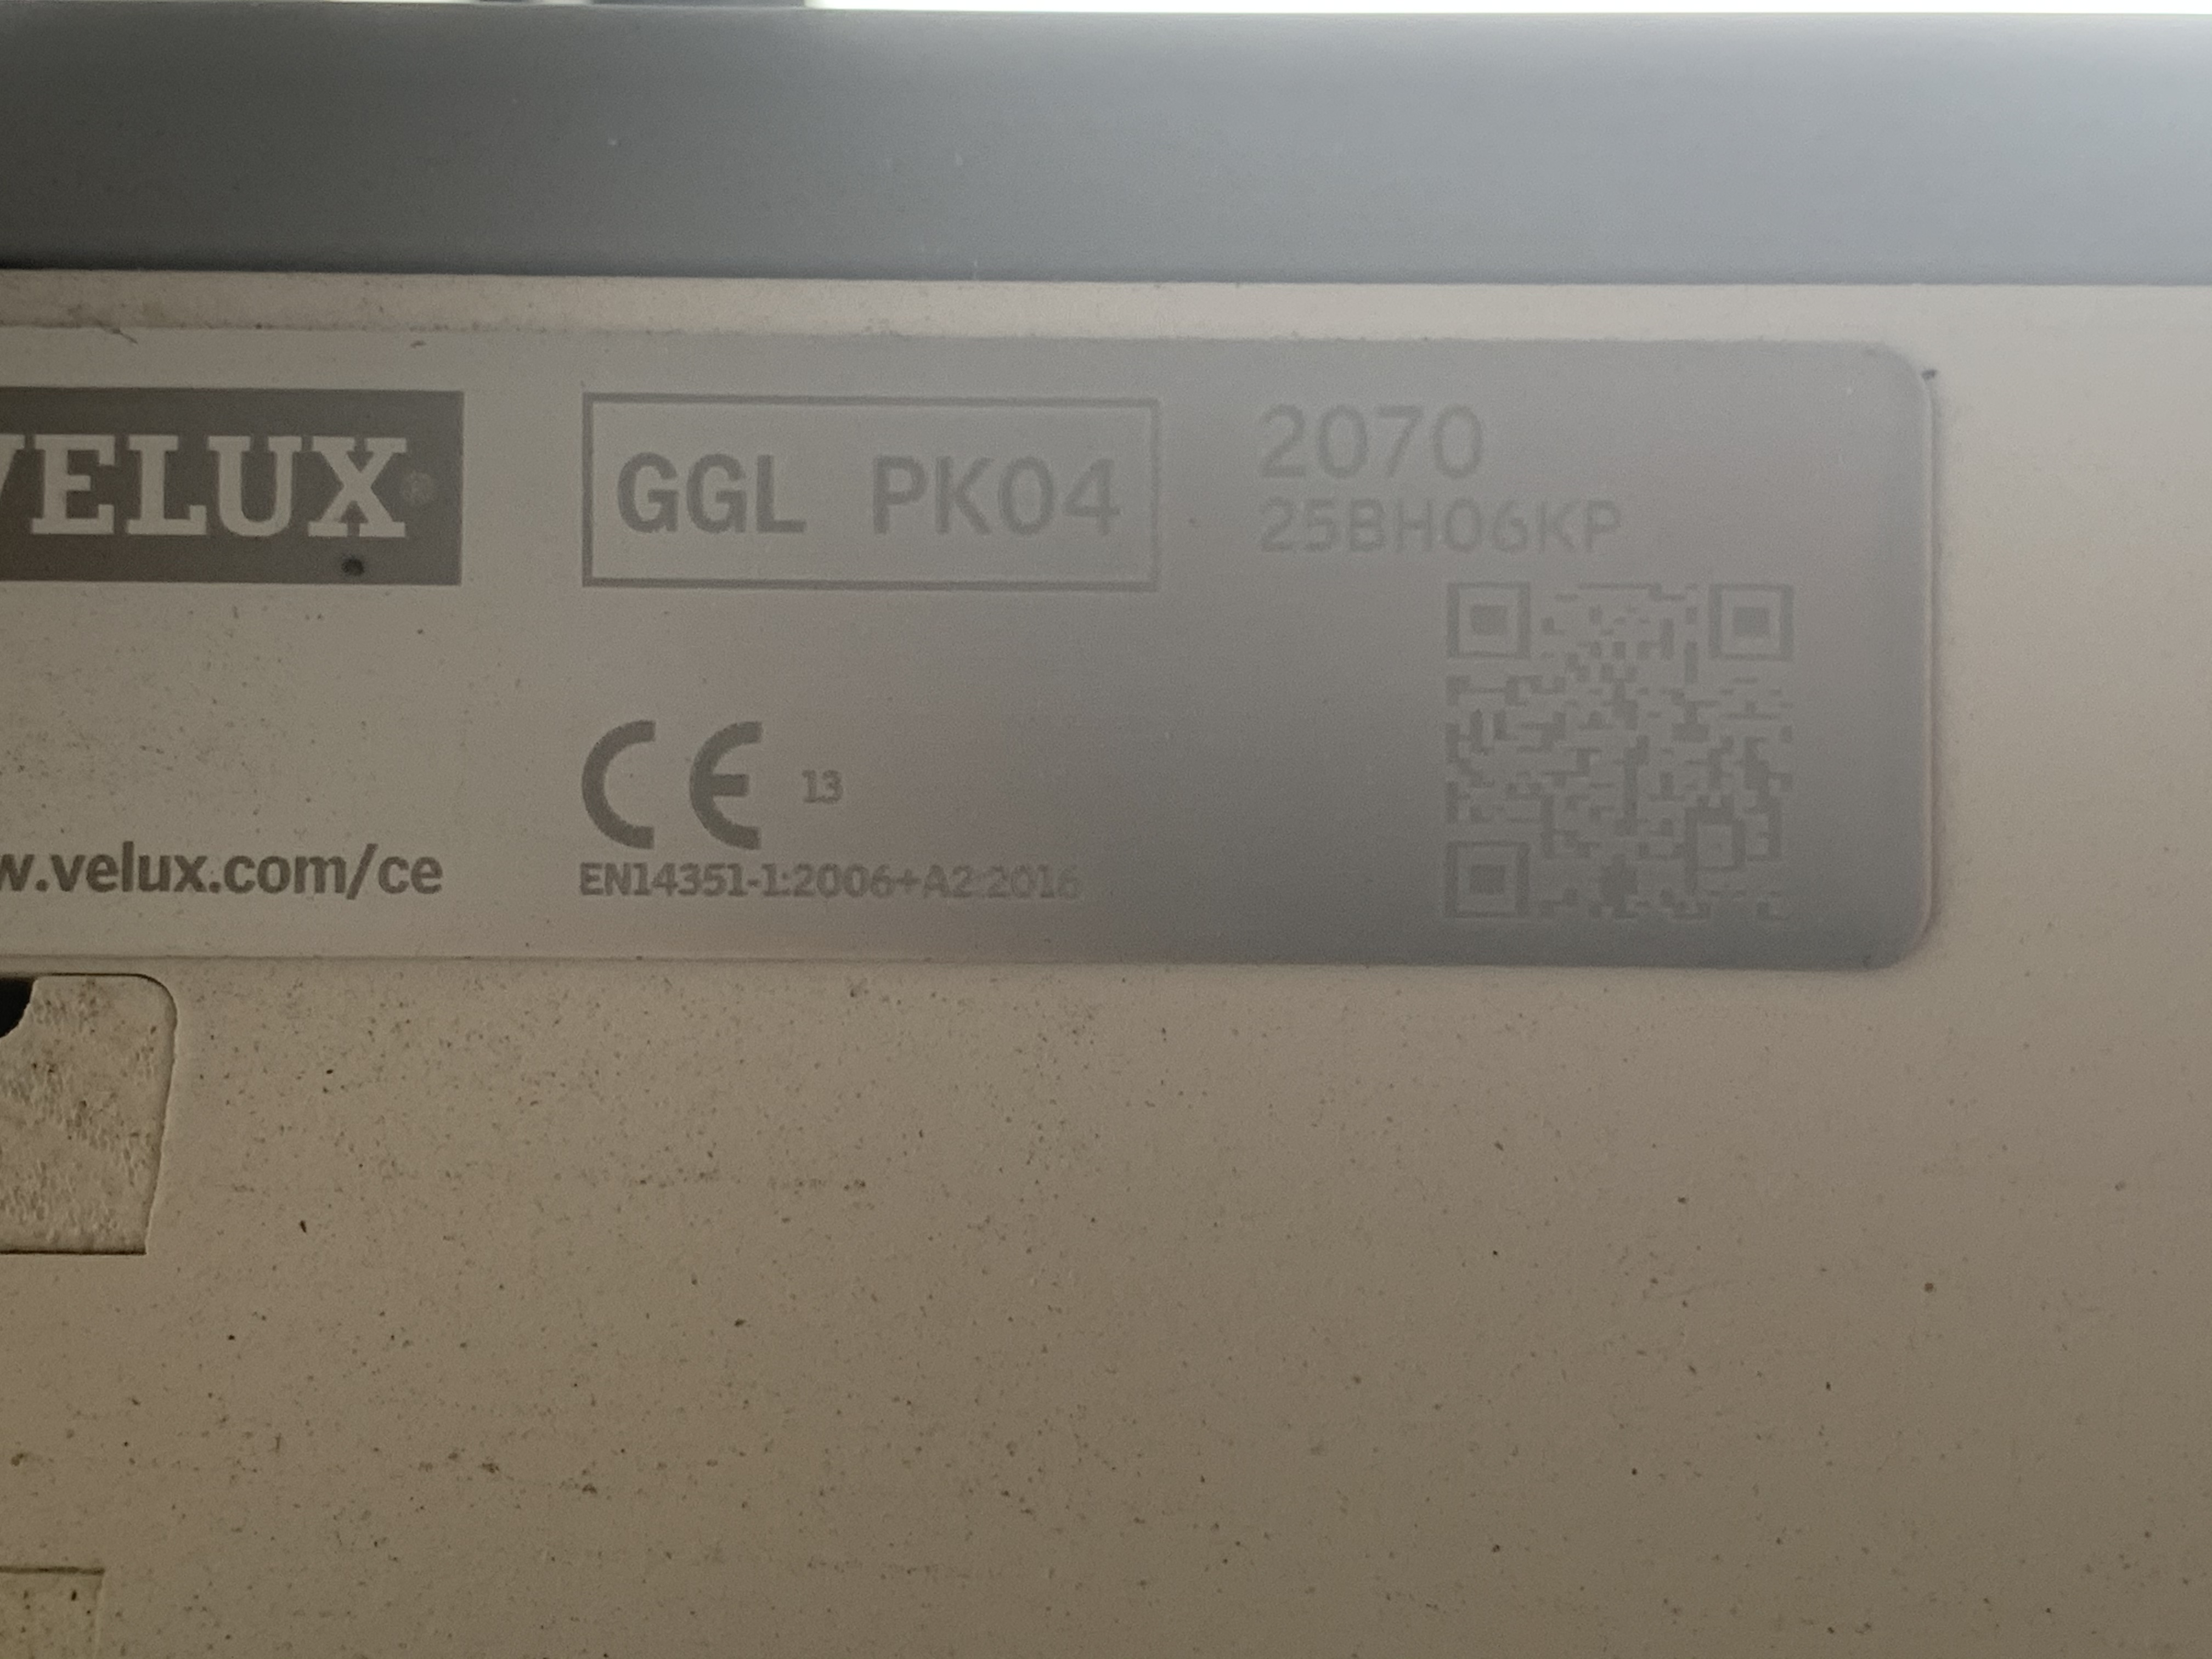 VELUX®
GGL PK04
2070
25BH06KP
CE 13
w.velux.com/ce
EN14351-1:2006+A2:2016